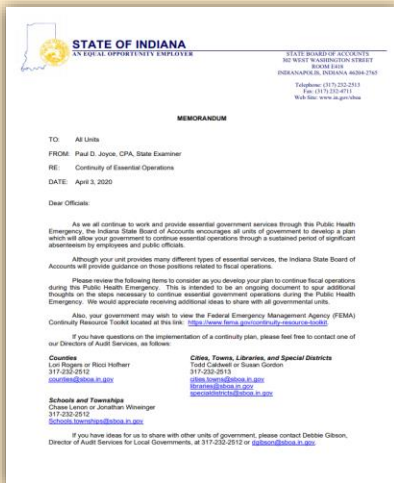 STATE OF INDIANA
AN EQUAL OPPORTUNITY EMPLOYER
STATE BOARD OF ACCOUNTS
302 WEST WASHINGTON STREET
ROOM E418
INDIANAPOLIS, INDIANA 46204-2765
Telephone: (317) 232-2513
Fax: (317) 232-4711
Web Site: www.in.gov/sboa
MEMORANDUM
TO: All Units
FROM: Paul D. Joyce, CPA, State Examiner
RE: Continuity of Essential Operations
DATE: April 3, 2020
Dear Officials:
As we all continue to work and provide essential government services through this Public Health
Emergency, the Indiana State Board of Accounts encourages all units of government to develop a plan
which will allow your government to continue essential operations through a sustained period of significant
absenteeism by employees and public officials.
Although your unit provides many different types of essential services, the Indiana State Board of
Accounts will provide guidance on those positions related to fiscal operations.
Please review the following items to consider as you develop your plan to continue fiscal operations
during this Public Health Emergency. This is intended to be an ongoing document to spur additional
thoughts on the steps necessary to continue essential government operations during the Public Health
Emergency. We would appreciate receiving additional ideas to share with all governmental units.
Also, your government may wish to view the Federal Emergency Management Agency (FEMA)
Continuity Resource Toolkit located at this link: https://www.fema.gov/continuity-resource-toolkit.
If you have questions on the implementation of a continuity plan, please feel free to contact one of
our Directors of Audit Services, as follows:
Counties
Lori Rogers or Ricci Hofherr
317-232-2512
counties@sboa.in.gov
Cities, Towns, Libraries, and Special Districts
Todd Caldwell or Susan Gordon
317-232-2513
cities.towns@sboa.in.gov
libraries@sboa.in.gov
specialdistricts@sboa.in.gov
Schools and Townships
Chase Lenon or Jonathan Wineinger
317-232-2512
Schools.townships@sboa.in.gov
If you have ideas for us to share with other units of government, please contact Debbie Gibson,
Director of Audit Services for Local Governments, at 317-232-2512 or dgibson@sboa.in.gov.